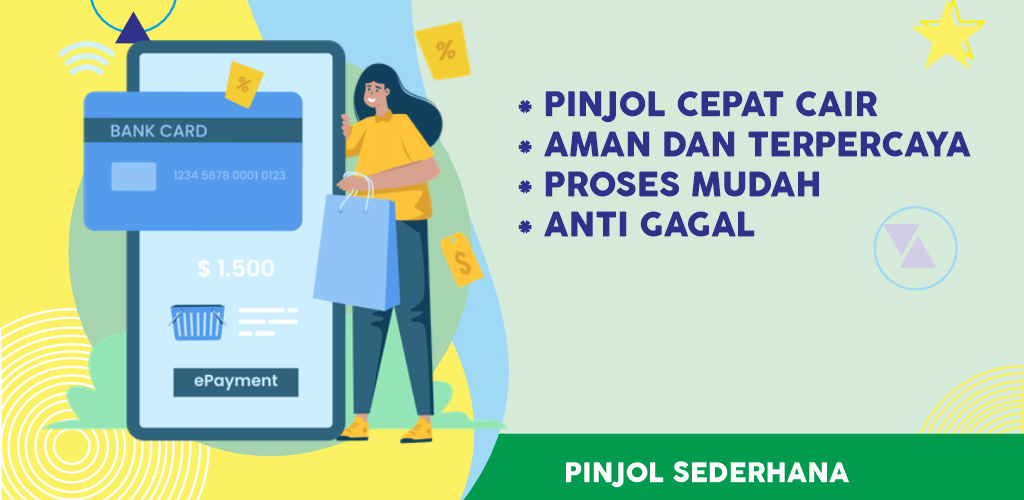 BANK CARD
1234 5678 0001 0123
$ 1.500
ePayment
%
%
$
PINJOL CEPAT CAIR
AMAN DAN TERPERCAYA
PROSES MUDAH
ANTI GAGAL
PINJOL SEDERHANA